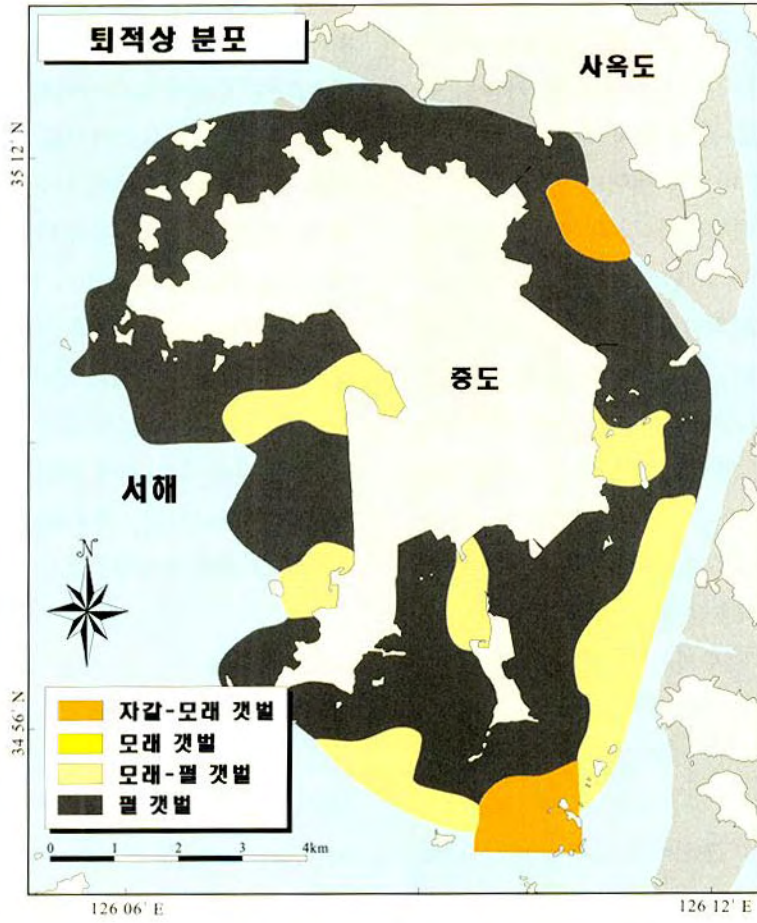 퇴적상 분포
사옥도
35 12' N
증도
서해
N
자갈-모래 갯벌
모래 갯벌
모래-펄 갯벌
펄 갯벌
34 56' N
0 1 2 3 4km
126 06' E
126 12' E